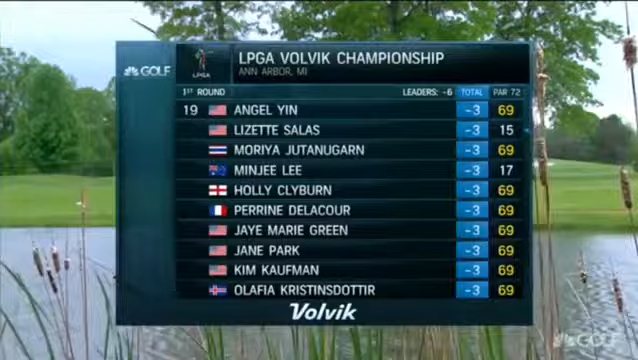 GOLF
LPGA
LPGA VOLVIK CHAMPIONSHIP
ANN ARBOR, MI
1ST ROUND LEADERS: -6 TOTAL PAR 72
19 ANGEL YIN -3 69
LIZETTE SALAS -3 15
MORIYA JUTANUGARN -3 69
MINJEE LEE -3 17
HOLLY CLYBURN -3 69
PERRINE DELACOUR -3 69
JAYE MARIE GREEN -3 69
JANE PARK -3 69
KIM KAUFMAN -3 69
OLAFIA KRISTINSDOTTIR -3 69
Volvik
GOLF